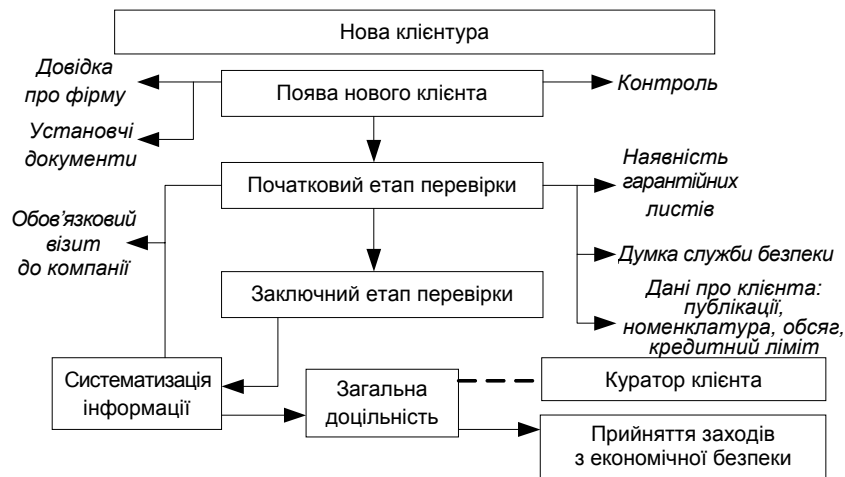 Нова клієнтура
Довідка
про фірму
Поява нового клієнта
Контроль
Установчі
документи
Початковий етап перевірки
Наявність
гарантійних
листів
Обов’язковий
візит
до компанії
Думка служби безпеки
Заключний етап перевірки
Дані про клієнта:
публікації,
номенклатура, обсяг,
кредитний ліміт
Систематизація
інформації
Загальна
доцільність
Куратор клієнта
Прийняття заходів
з економічної безпеки